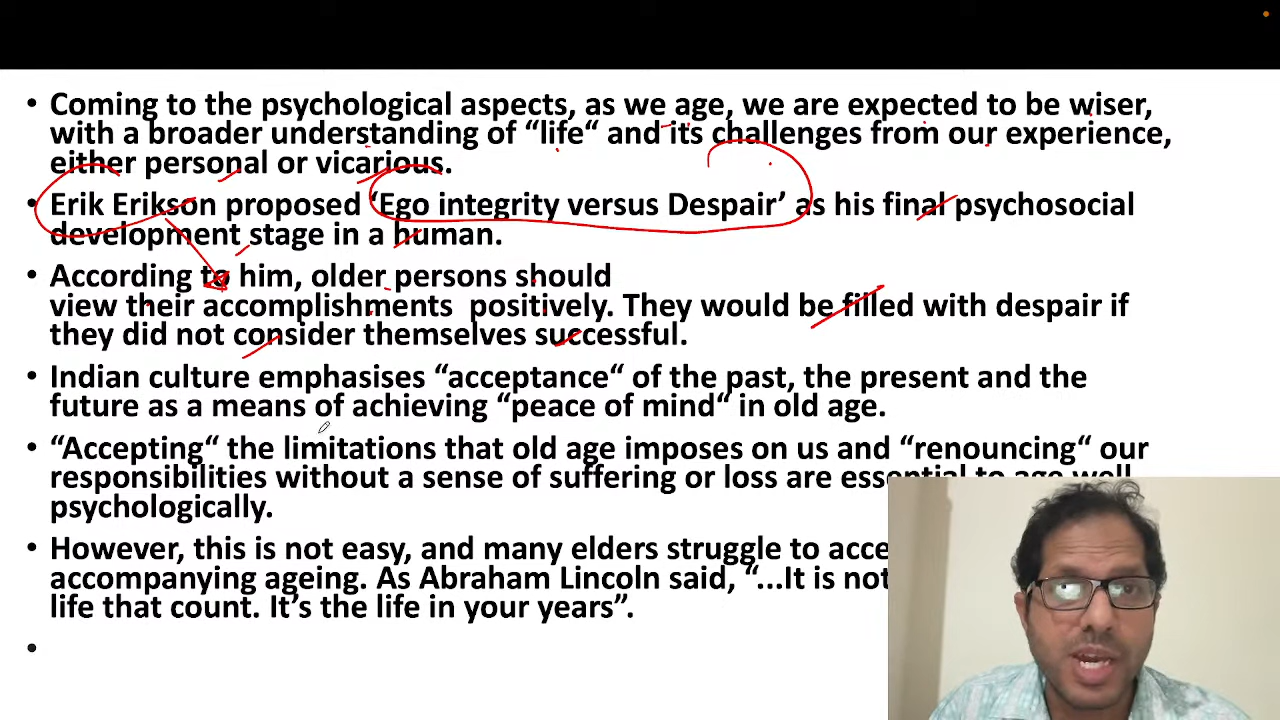 • Coming to the psychological aspects, as we age, we are expected to be wiser,
with a broader understanding of “life“ and its challenges from our experience,
either personal or vicarious.
• Erik Erikson proposed ‘Ego integrity versus Despair’ as his final psychosocial
development stage in a human.
• According to him, older persons should
view their accomplishments positively. They would be filled with despair if
they did not consider themselves successful.
• Indian culture emphasises “acceptance“ of the past, the present and the
future as a means of achieving “peace of mind“ in old age.
• “Accepting“ the limitations that old age imposes on us and “renouncing“ our
responsibilities without a sense of suffering or loss are essential to age well
psychologically.
• However, this is not easy, and many elders struggle to
accompanying ageing. As Abraham Lincoln said, “...It is not
life that count. It’s the life in your years”.
•